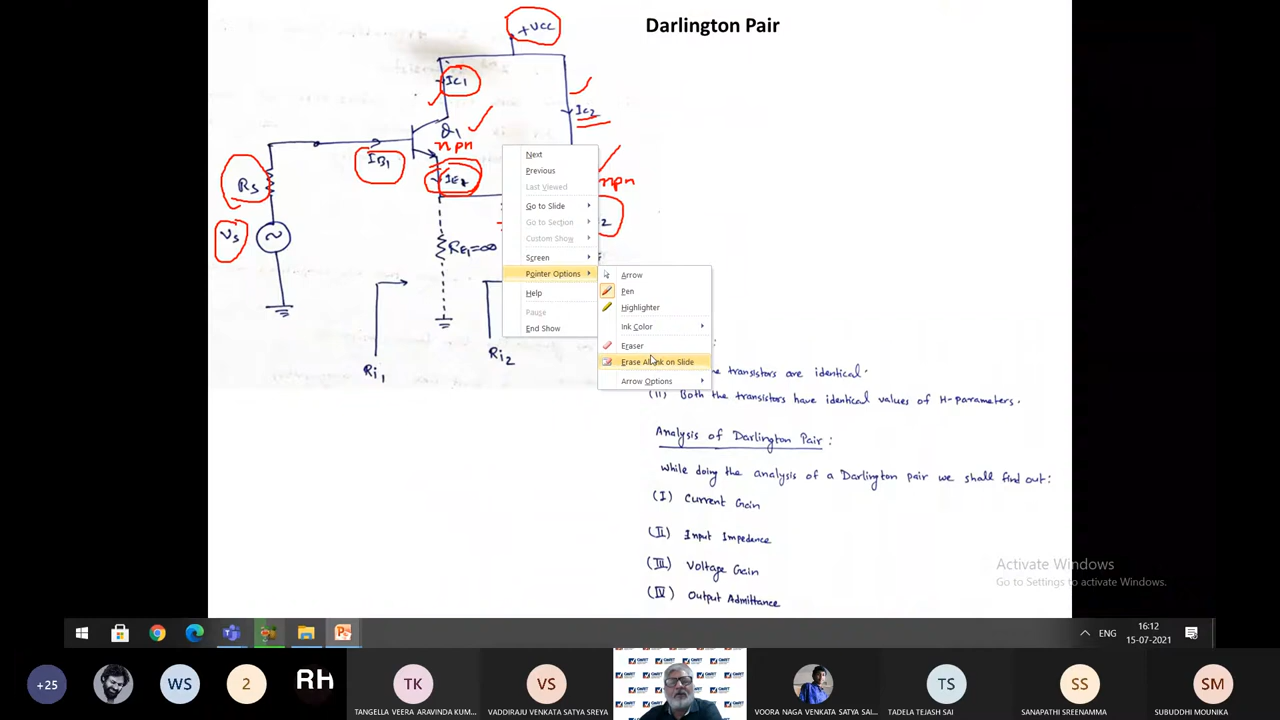 Darlington Pair
+VCC
IC1
IC2
Q1
npn
IB1
IE1
npn
RS
VS
2
RE1=∞
Ri1
Ri2
Next
Previous
Last Viewed
Go to Slide
Go to Section
Custom Show
Screen
Pointer Options
Help
Pause
End Show
Arrow
Pen
Highlighter
Ink Color
Eraser
Erase All Ink on Slide
Arrow Options
transistors are identical.
(II) Both the transistors have identical values of H-parameters.
Analysis of Darlington Pair :
While doing the analysis of a Darlington pair we shall find out:
(I) Current Gain
(II) Input Impedance
(III) Voltage Gain
(IV) Output Admittance
Activate Windows
Go to Settings to activate Windows.
ENG
16:12
15-07-2021
+25
WS
2
RH
TK
TANGELLA VEERA ARAVINDA KUM...
VS
VADDIRAJU VENKATA SATYA SREYA
VOORA NAGA VENKATA SATYA SAI...
TS
TADELA TEJASH SAI
SS
SANAPATHI SREENAMMA
SM
SUBUDDHI MOUNIKA